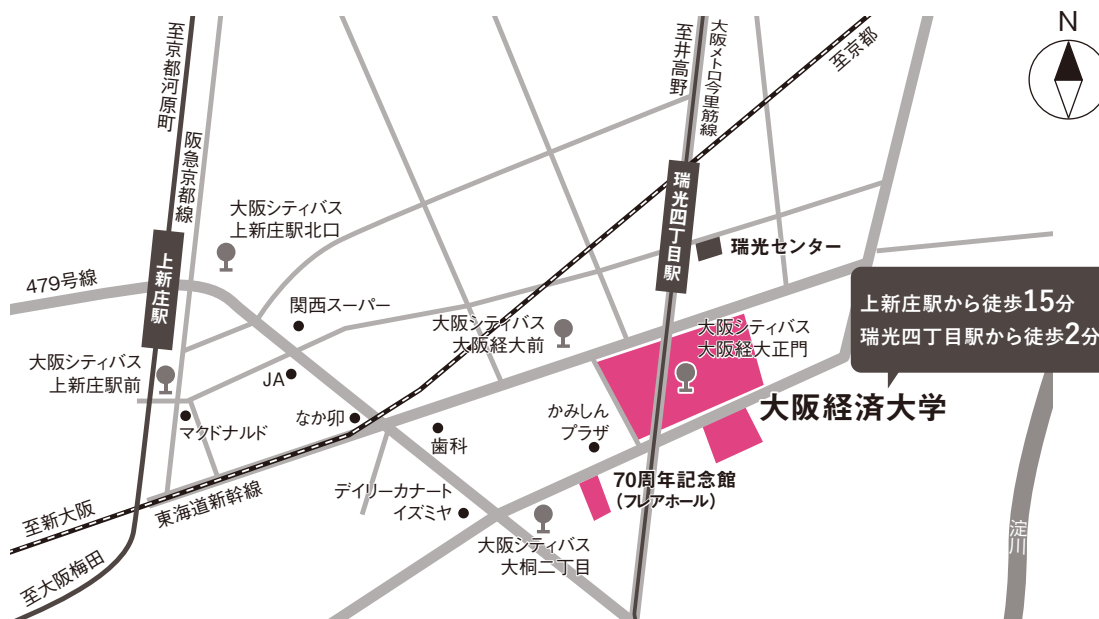 N
至京都河原町
阪急京都線
至井高野
大阪メトロ今里筋線
至京都
大阪シティバス
上新庄駅北口
上新庄駅
瑞光四丁目駅
瑞光センター
479号線
関西スーパー
大阪シティバス
大阪経大前
大阪シティバス
大阪経大正門
上新庄駅から徒歩15分
瑞光四丁目駅から徒歩2分
大阪シティバス
上新庄駅前
JA
大阪経済大学
マクドナルド
なか卯
歯科
かみしん
プラザ
70周年記念館
（フレアホール）
デイリーカナート
イズミヤ
東海道新幹線
至新大阪
大阪シティバス
大桐二丁目
至大阪梅田
淀川